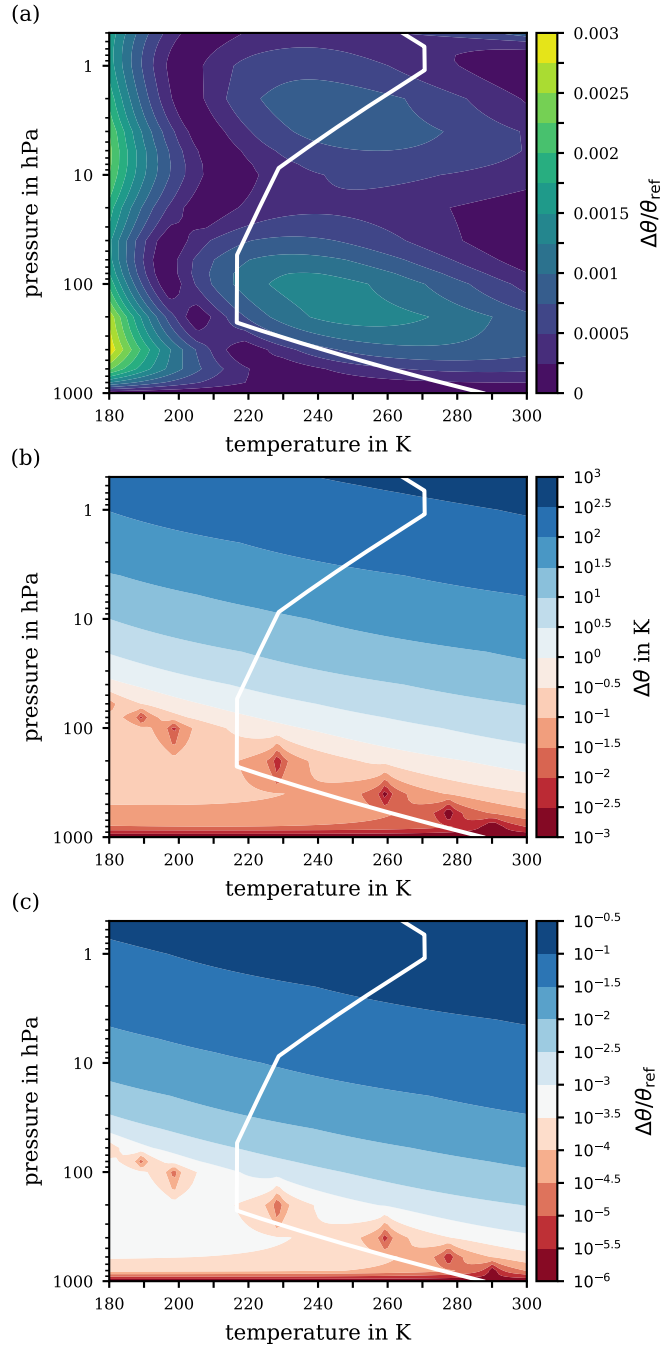 (a)
pressure in hPa
1
10
100
1000
180 200 220 240 260 280 300
temperature in K
0.003
0.0025
0.002
0.0015
0.001
0.0005
0
Δθ/θref
(b)
pressure in hPa
1
10
100
1000
180 200 220 240 260 280 300
temperature in K
10^3
10^2.5
10^2
10^1.5
10^1
10^0.5
10^0
10^−0.5
10^−1
10^−1.5
10^−2
10^−2.5
10^−3
Δθ in K
(c)
pressure in hPa
1
10
100
1000
180 200 220 240 260 280 300
temperature in K
10^−0.5
10^−1
10^−1.5
10^−2
10^−2.5
10^−3
10^−3.5
10^−4
10^−4.5
10^−5
10^−5.5
10^−6
Δθ/θref